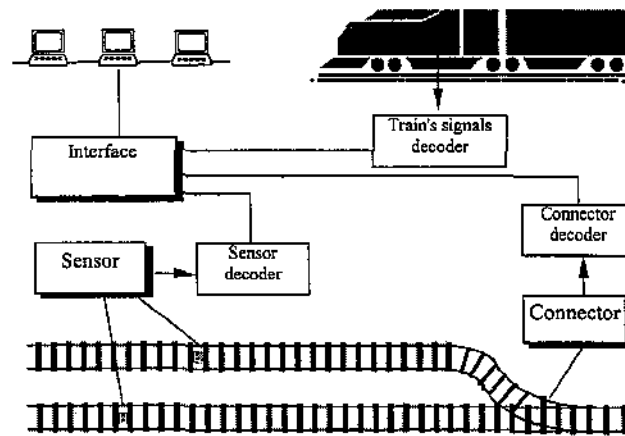 Train's signals
decoder
Interface
Connector
decoder
Sensor
Sensor
decoder
Connector